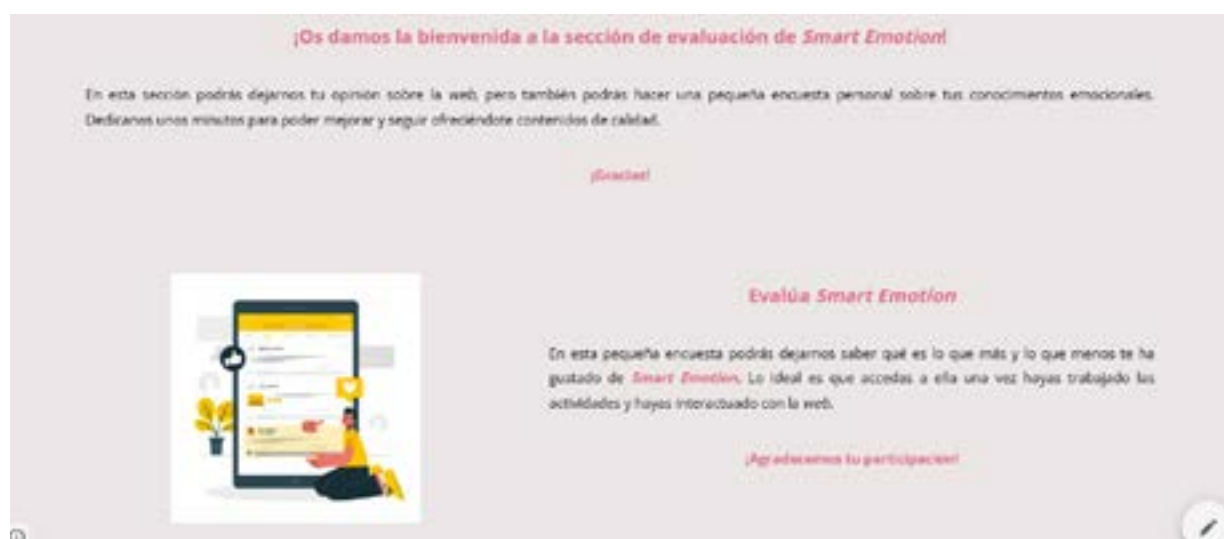 ¡Os damos la bienvenida a la sección de evaluación de Smart Emotion!
En esta sección podrás dejarnos tu opinión sobre la web, pero también podrás hacer una pequeña encuesta personal sobre tus conocimientos emocionales.
Dedícanos unos minutos para poder mejorar y seguir ofreciéndote contenidos de calidad.
¡Gracias!
Evalúa Smart Emotion
En esta pequeña encuesta podrás dejarnos saber qué es lo que más y lo que menos te ha
gustado de Smart Emotion. Lo ideal es que accedas a ella una vez hayas trabajado las
actividades y hayas interactuado con la web.
¡Agradecemos tu participación!